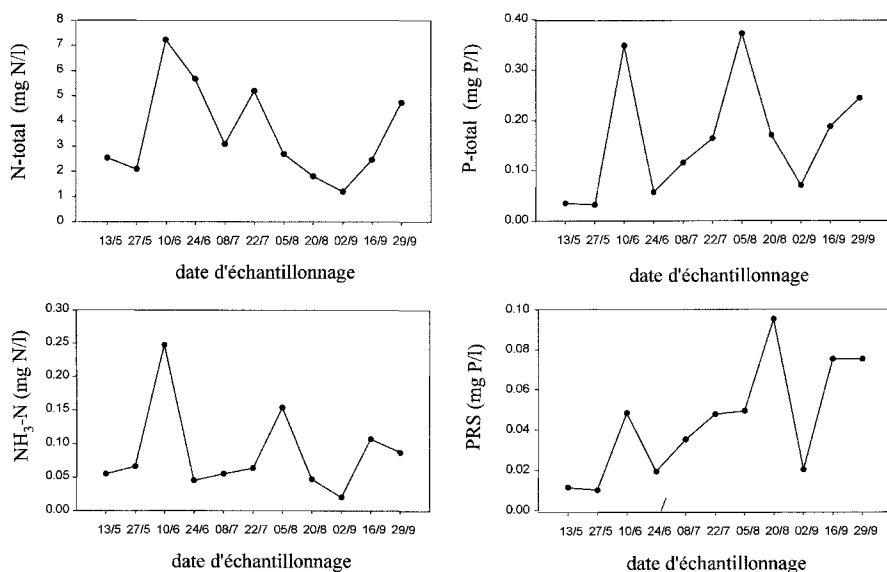 N-total (mg N/l)
8
7
6
5
4
3
2
1
0
13/5 27/5 10/6 24/6 08/7 22/7 05/8 20/8 02/9 16/9 29/9
date d'échantillonnage
P-total (mg P/l)
0.40
0.30
0.20
0.10
0.00
13/5 27/5 10/6 24/6 08/7 22/7 05/8 20/8 02/9 16/9 29/9
date d'échantillonnage
NH3-N (mg N/l)
0.30
0.25
0.20
0.15
0.10
0.05
0.00
13/5 27/5 10/6 24/6 08/7 22/7 05/8 20/8 02/9 16/9 29/9
date d'échantillonnage
PRS (mg P/l)
0.10
0.08
0.06
0.04
0.02
0.00
13/5 27/5 10/6 24/6 08/7 22/7 05/8 20/8 02/9 16/9 29/9
date d'échantillonnage